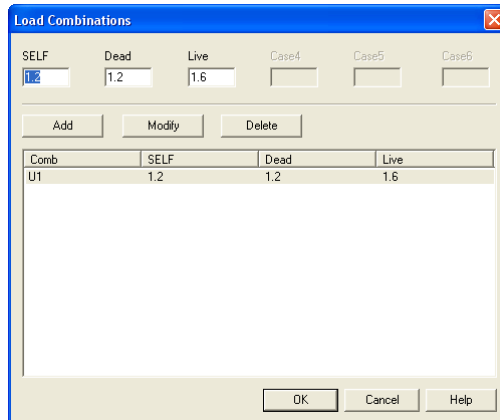 Load Combinations
SELF Dead Live Case4 Case5 Case6
1.2 1.2 1.6
Add Modify Delete
Comb SELF Dead Live
U1 1.2 1.2 1.6
OK Cancel Help